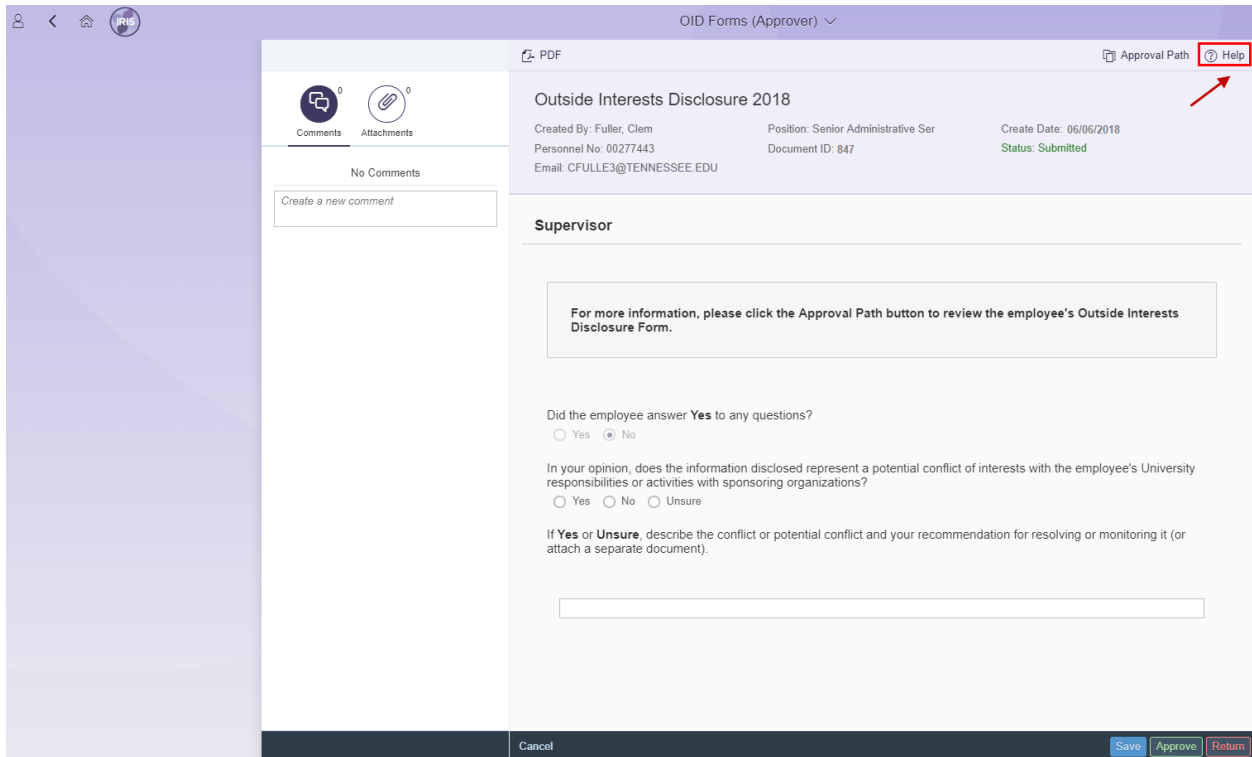 IRIS
OID Forms (Approver)
PDF
Approval Path
Help
0
0
Comments
Attachments
No Comments
Create a new comment
Outside Interests Disclosure 2018
Created By: Fuller, Clem
Position: Senior Administrative Ser
Create Date: 06/06/2018
Personnel No: 00277443
Document ID: 847
Status: Submitted
Email: CFULLE3@TENNESSEE.EDU
Supervisor
For more information, please click the Approval Path button to review the employee's Outside Interests
Disclosure Form.
Did the employee answer Yes to any questions?
Yes No
In your opinion, does the information disclosed represent a potential conflict of interests with the employee's University
responsibilities or activities with sponsoring organizations?
Yes No Unsure
If Yes or Unsure, describe the conflict or potential conflict and your recommendation for resolving or monitoring it (or
attach a separate document).
Cancel
Save Approve Return